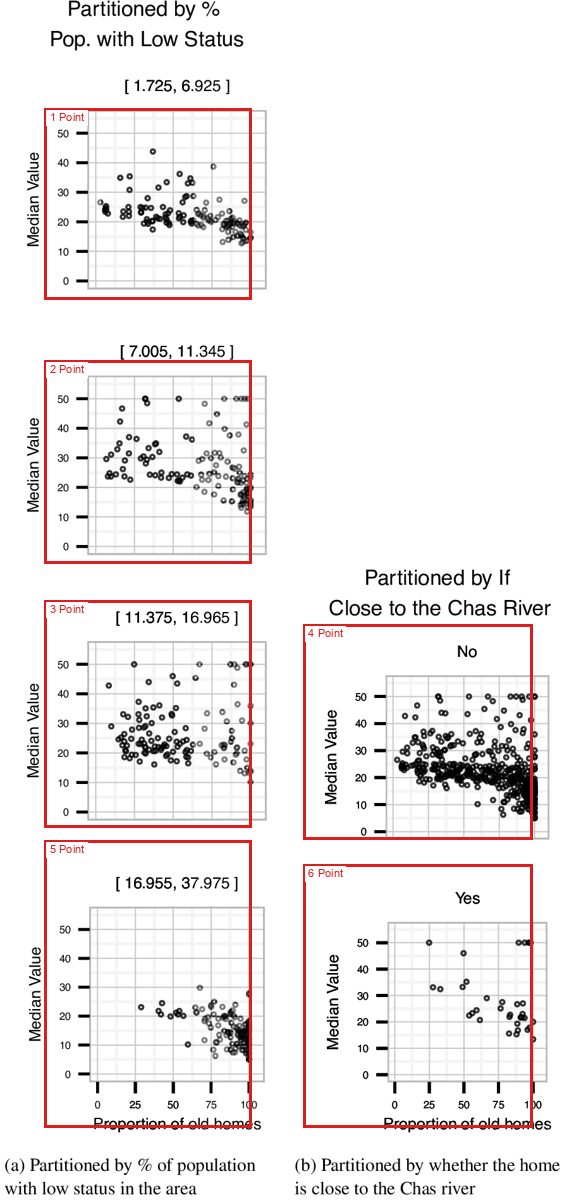 Partitioned by %
Pop. with Low Status
[ 1.725, 6.925 ]
1 Point
50
40
30
20
10
0
Median Value
[ 7.005, 11.345 ]
2 Point
50
40
30
20
10
0
Median Value
3 Point
[ 11.375, 16.965 ]
50
40
30
20
10
0
Median Value
5 Point
[ 16.955, 37.975 ]
50
40
30
20
10
0
Median Value
0 25 50 75 100
Proportion of old homes
(a) Partitioned by % of population
with low status in the area
Partitioned by If
Close to the Chas River
4 Point
No
50
40
30
20
10
0
Median Value
6 Point
Yes
50
40
30
20
10
0
Median Value
0 25 50 75 100
Proportion of old homes
(b) Partitioned by whether the home
is close to the Chas river